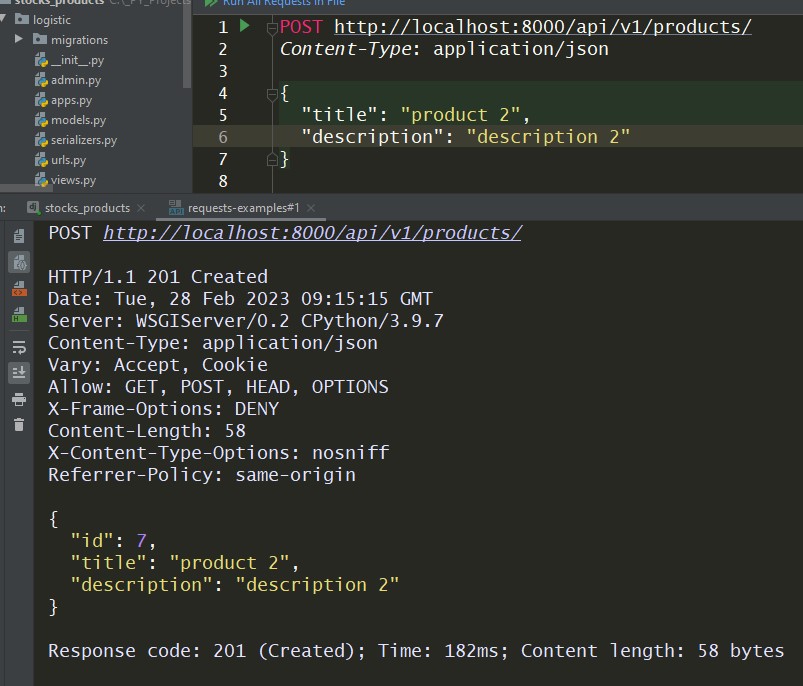 stocks_products C:\_PY_Projects
Run All Requests in File
logistic
migrations
__init__.py
admin.py
apps.py
models.py
serializers.py
urls.py
views.py
1 POST http://localhost:8000/api/v1/products/
2 Content-Type: application/json
3
4 {
5 "title": "product 2",
6 "description": "description 2"
7 }
8
stocks_products
requests-examples#1
POST http://localhost:8000/api/v1/products/
HTTP/1.1 201 Created
Date: Tue, 28 Feb 2023 09:15:15 GMT
Server: WSGIServer/0.2 CPython/3.9.7
Content-Type: application/json
Vary: Accept, Cookie
Allow: GET, POST, HEAD, OPTIONS
X-Frame-Options: DENY
Content-Length: 58
X-Content-Type-Options: nosniff
Referrer-Policy: same-origin
{
"id": 7,
"title": "product 2",
"description": "description 2"
}
Response code: 201 (Created); Time: 182ms; Content length: 58 bytes